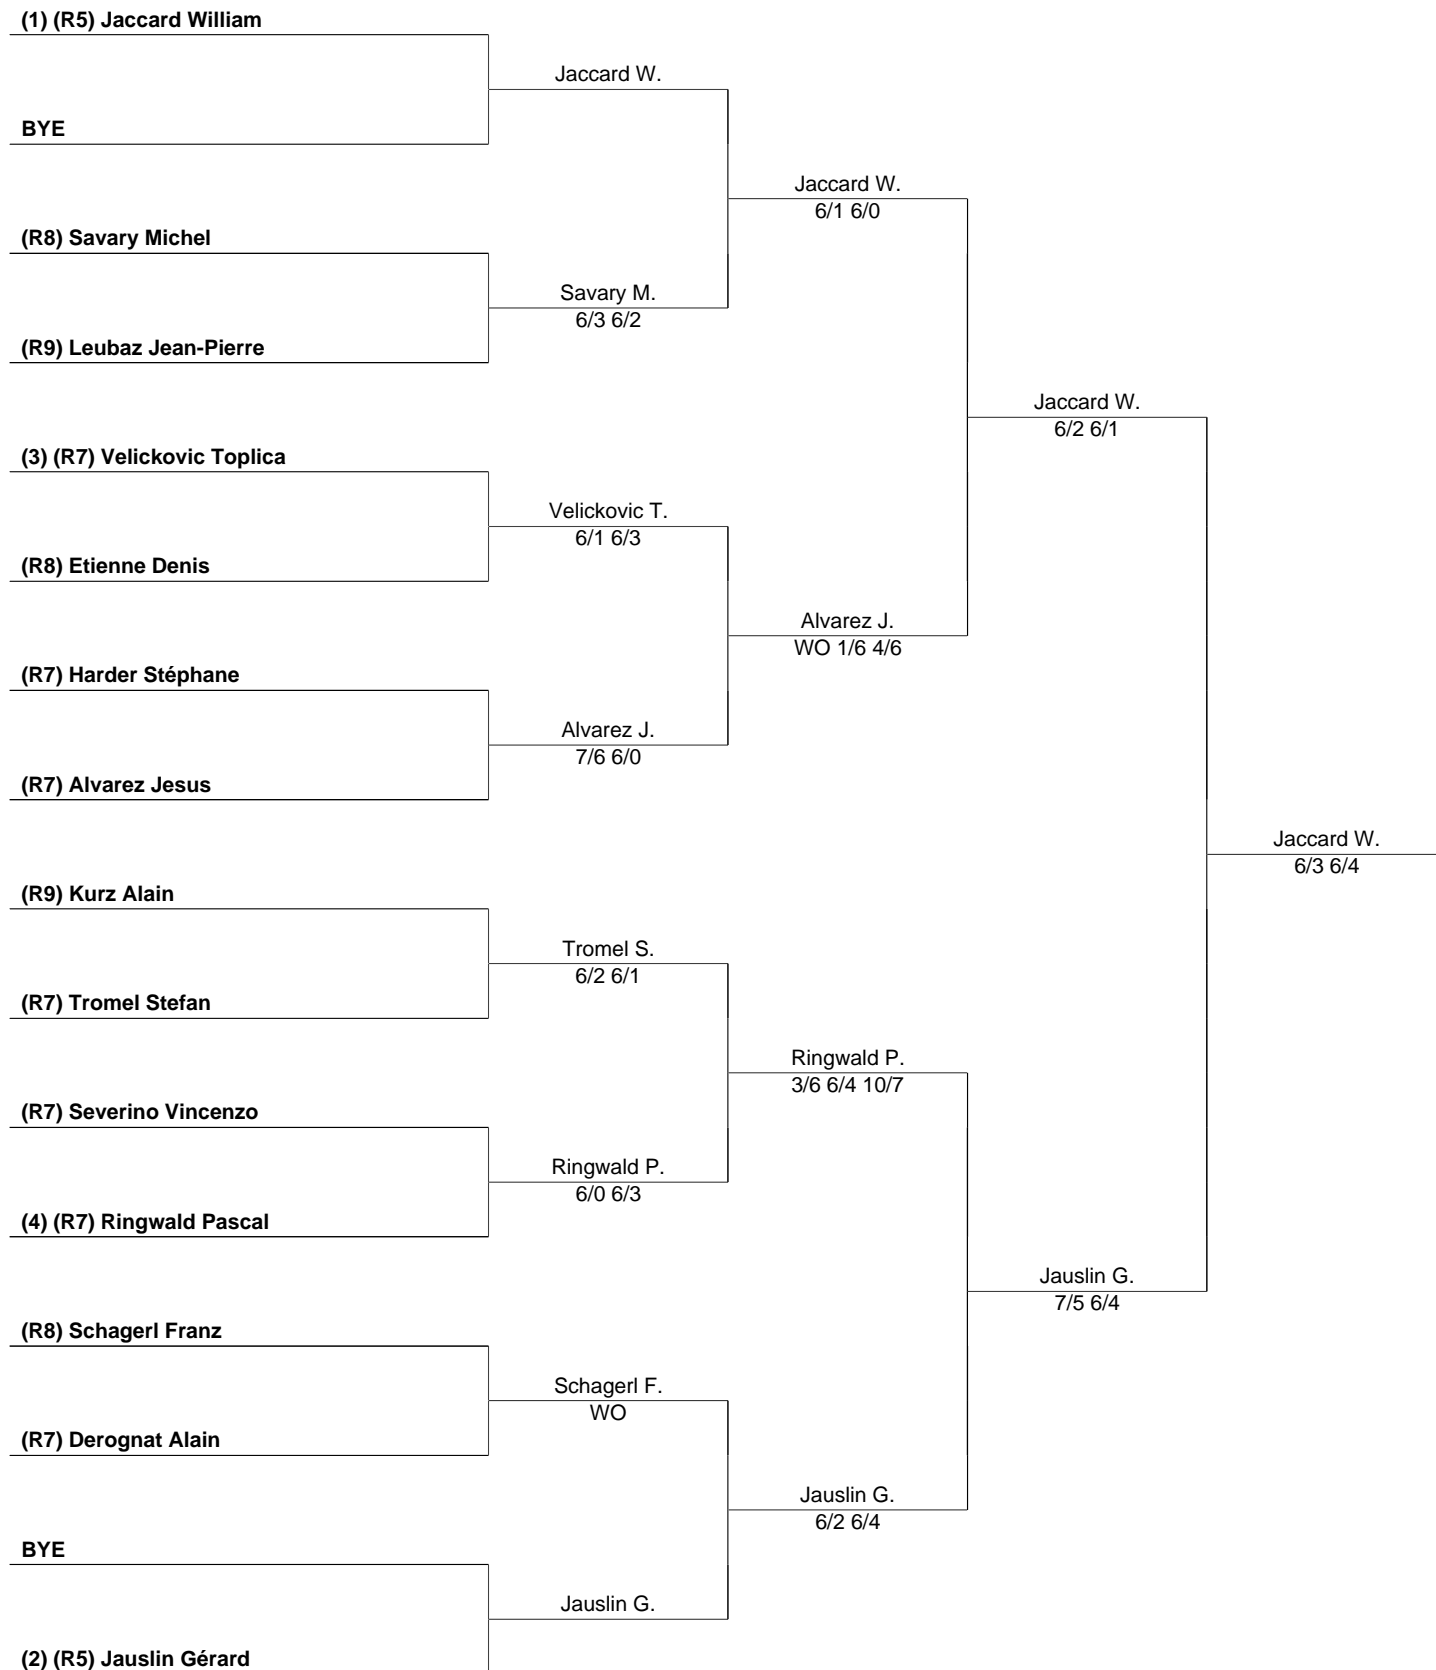 (1) (R5) Jaccard William
Jaccard W.
BYE
Jaccard W.
6/1 6/0
(R8) Savary Michel
Savary M.
6/3 6/2
(R9) Leubaz Jean-Pierre
Jaccard W.
6/2 6/1
(3) (R7) Velickovic Toplica
Velickovic T.
6/1 6/3
(R8) Etienne Denis
Alvarez J.
WO 1/6 4/6
(R7) Harder Stéphane
Alvarez J.
7/6 6/0
(R7) Alvarez Jesus
Jaccard W.
6/3 6/4
(R9) Kurz Alain
Tromel S.
6/2 6/1
(R7) Tromel Stefan
Ringwald P.
3/6 6/4 10/7
(R7) Severino Vincenzo
Ringwald P.
6/0 6/3
(4) (R7) Ringwald Pascal
Jauslin G.
7/5 6/4
(R8) Schagerl Franz
Schagerl F.
WO
(R7) Derognat Alain
Jauslin G.
6/2 6/4
BYE
Jauslin G.
(2) (R5) Jauslin Gérard